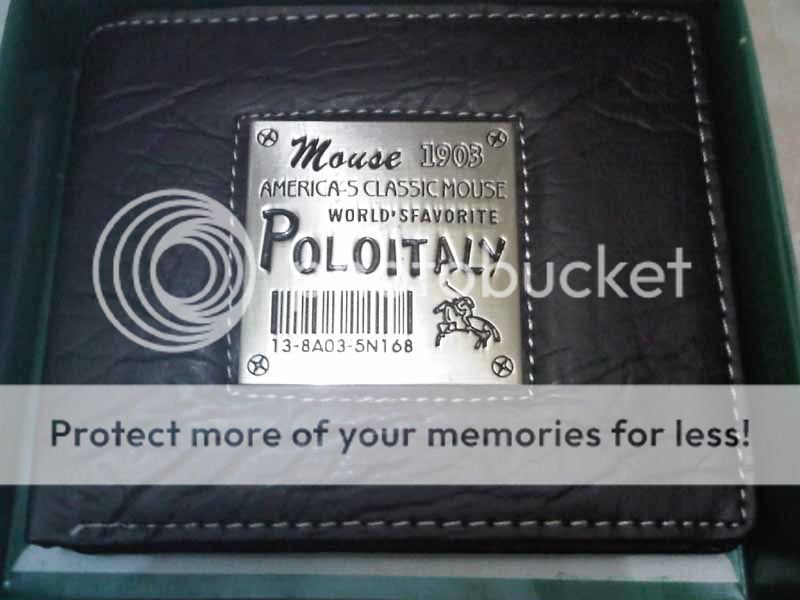 Mouse 1903
AMERICA-S CLASSIC MOUSE
WORLD'SFAVORITE
POLOITALY
photobucket
13-8A03-5N168
Protect more of your memories for less!